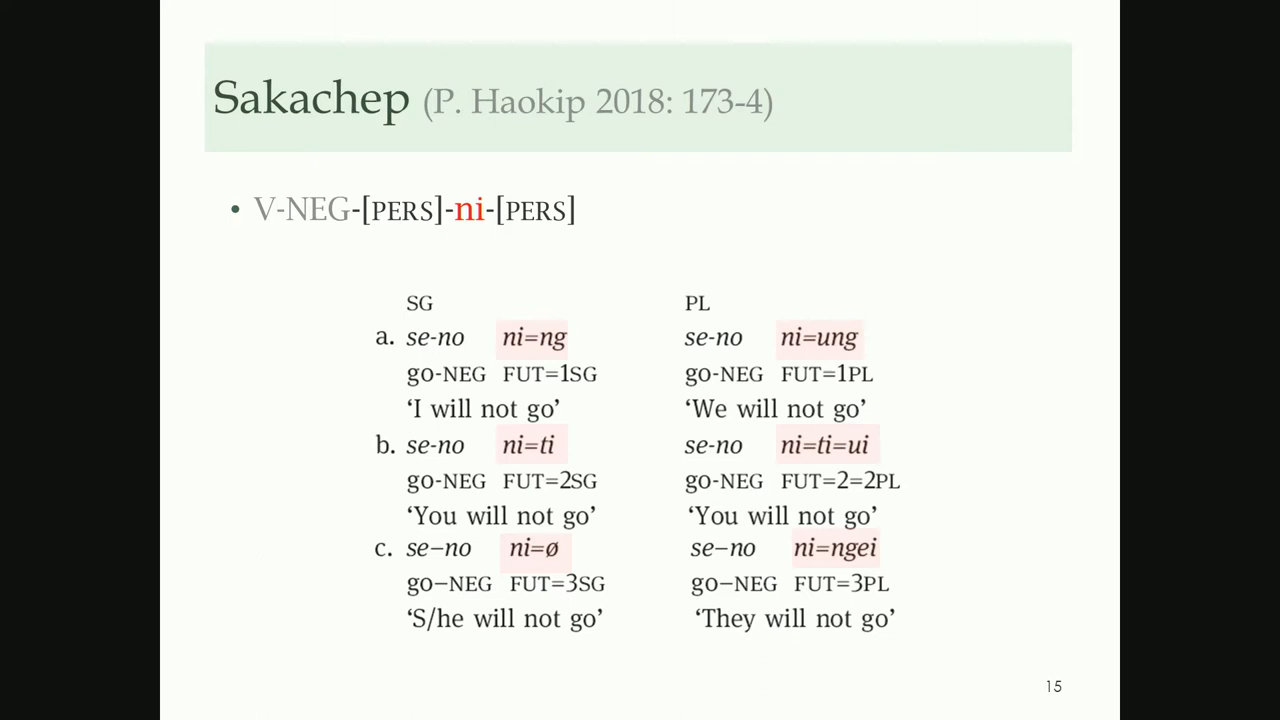 Sakachep (P. Haokip 2018: 173-4)
• V-NEG-[PERS]-ni-[PERS]
SG PL
a. se-no ni=ng se-no ni=ung
go-NEG FUT=1SG go-NEG FUT=1PL
‘I will not go’ ‘We will not go’
b. se-no ni=ti se-no ni=ti=ui
go-NEG FUT=2SG go-NEG FUT=2=2PL
‘You will not go’ ‘You will not go’
c. se–no ni=ø se–no ni=ngei
go–NEG FUT=3SG go–NEG FUT=3PL
‘S/he will not go’ ‘They will not go’
15